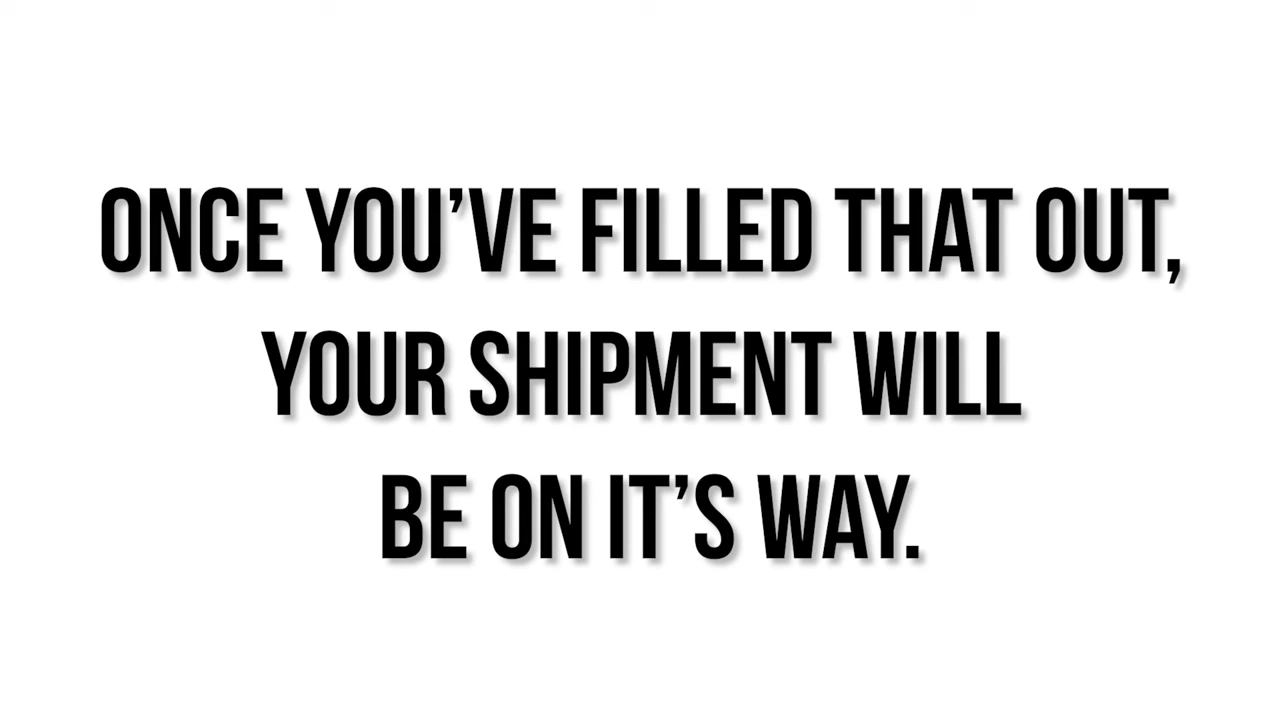 ONCE YOU’VE FILLED THAT OUT,
YOUR SHIPMENT WILL
BE ON IT’S WAY.